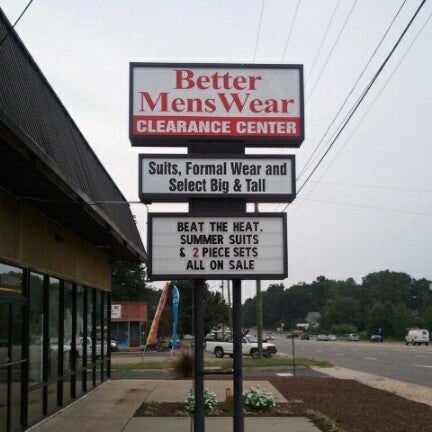 Better
MensWear
CLEARANCE CENTER
Suits, Formal Wear and
Select Big & Tall
BEAT THE HEAT.
SUMMER SUITS
& 2 PIECE SETS
ALL ON SALE